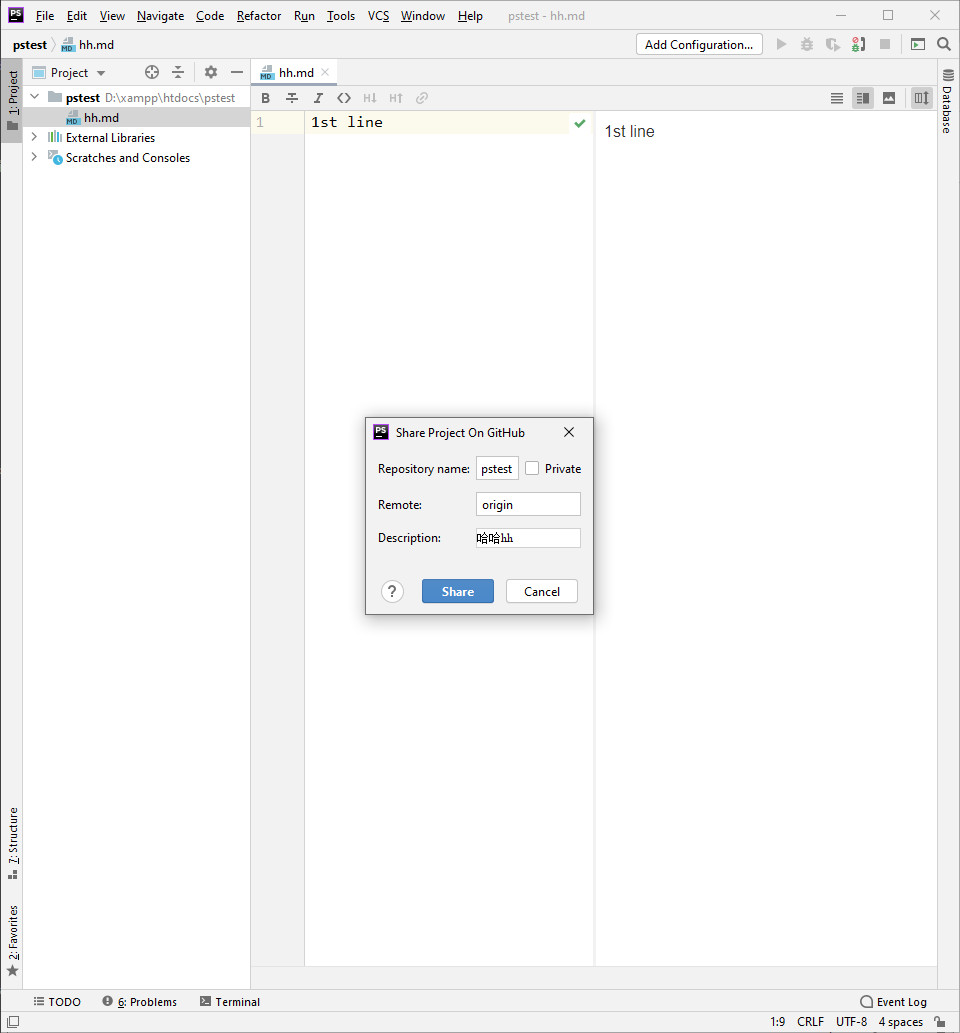 PS File Edit View Navigate Code Refactor Run Tools VCS Window Help pstest - hh.md
pstest hh.md Add Configuration...
1: Project
Project
hh.md
pstest D:\xampp\htdocs\pstest
hh.md
External Libraries
Scratches and Consoles
B I H↓ H↑
1 1st line
1st line
Database
PS Share Project On GitHub
Repository name: pstest Private
Remote: origin
Description: 哈哈hh
? Share Cancel
7: Structure
2: Favorites
TODO 6: Problems Terminal Event Log
1:9 CRLF UTF-8 4 spaces